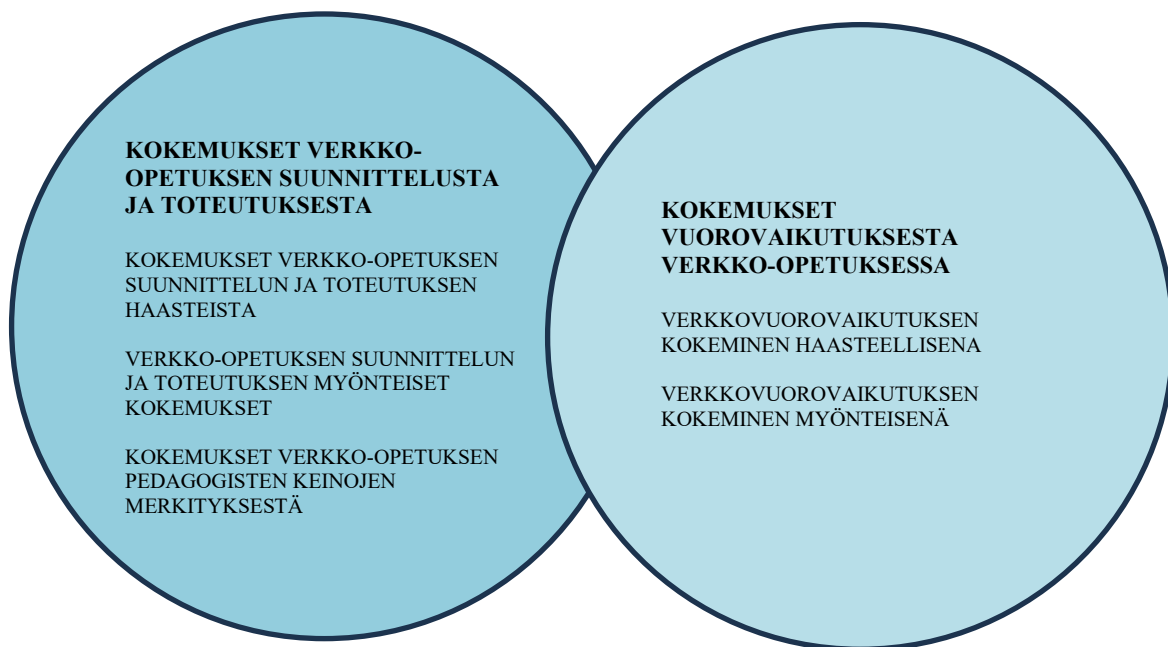 KOKEMUKSET VERKKO-
OPETUKSEN SUUNNITTELUSTA
JA TOTEUTUKSESTA
KOKEMUKSET VERKKO-OPETUKSEN
SUUNNITTELUN JA TOTEUTUKSEN
HAASTEISTA
VERKKO-OPETUKSEN SUUNNITTELUN
JA TOTEUTUKSEN MYÖNTEISET
KOKEMUKSET
KOKEMUKSET VERKKO-OPETUKSEN
PEDAGOGISTEN KEINOJEN
MERKITYKSESTÄ
KOKEMUKSET
VUOROVAIKUTUKSESTA
VERKKO-OPETUKSESSA
VERKKOVUOROVAIKUTUKSEN
KOKEMINEN HAASTEELLISENA
VERKKOVUOROVAIKUTUKSEN
KOKEMINEN MYÖNTEISENÄ